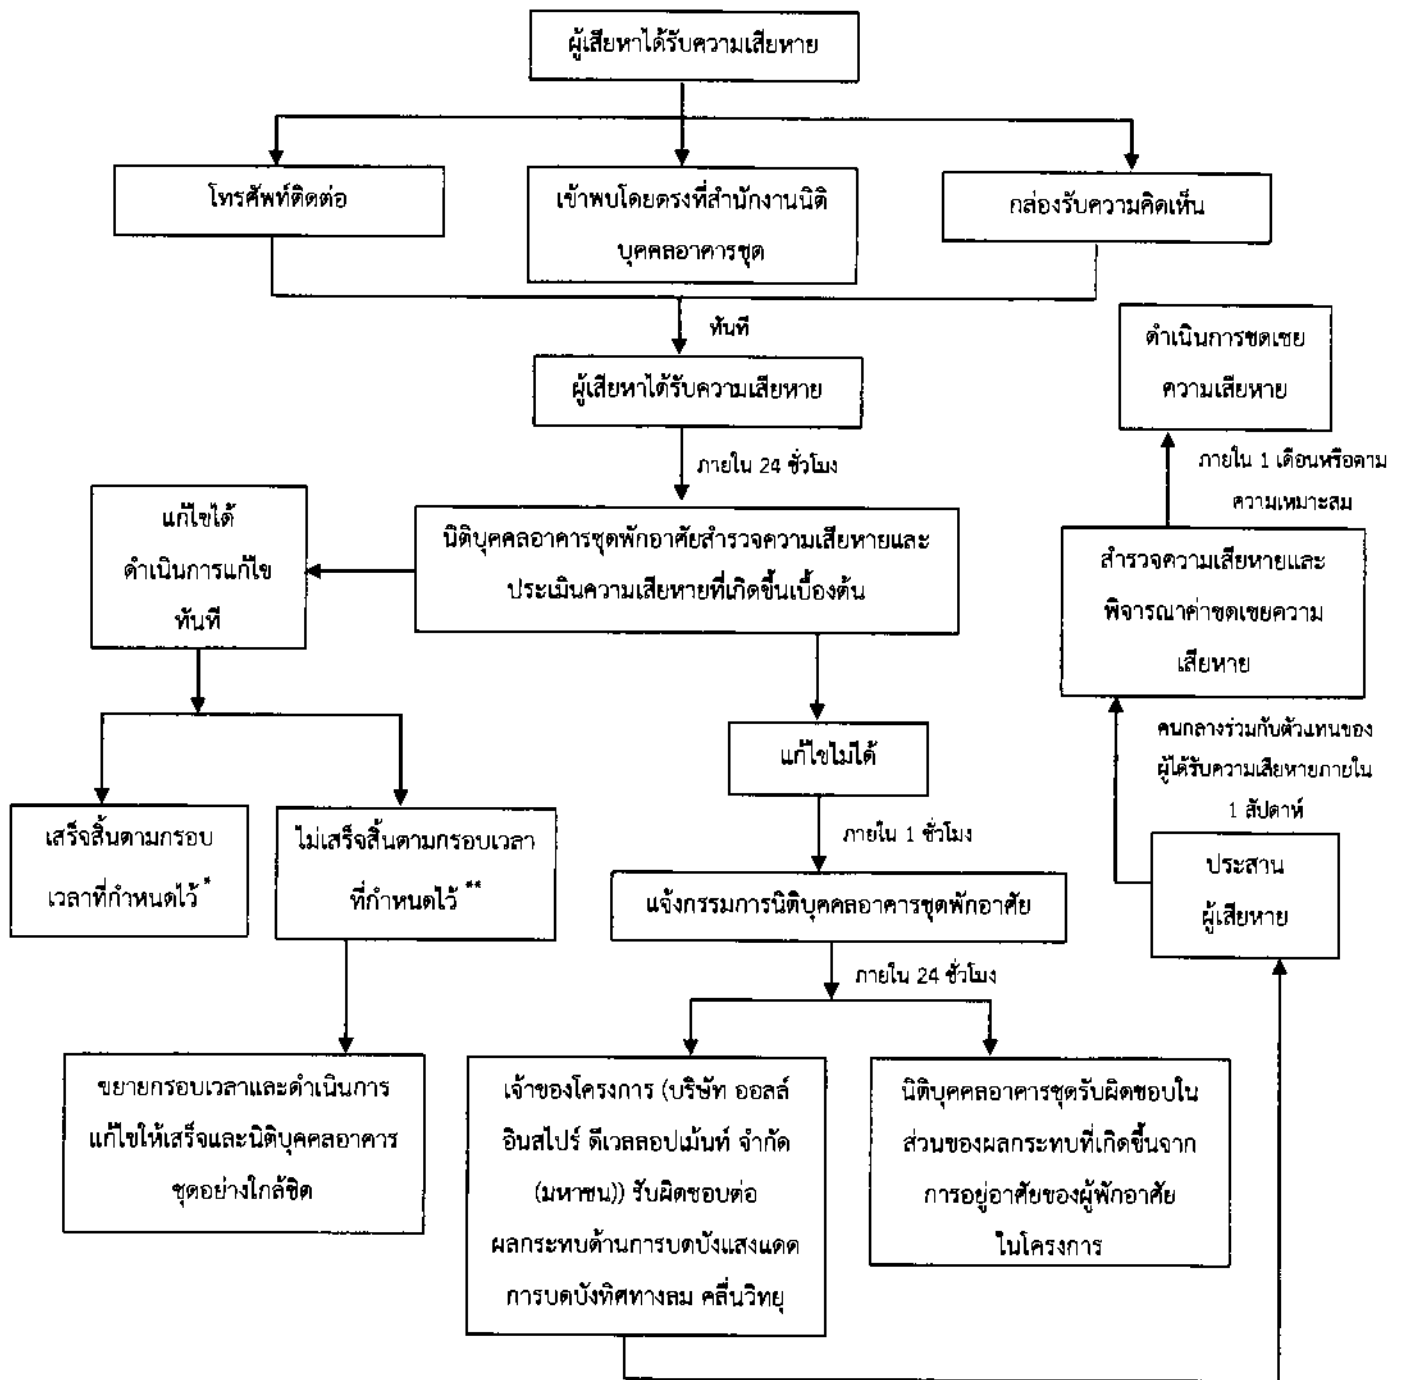 ผู้เสียหาได้รับความเสียหาย
โทรศัพท์ติดต่อ
เข้าพบโดยตรงที่สำนักงานนิติ
บุคคลอาคารชุด
กล่องรับความคิดเห็น
ทันที
ผู้เสียหาได้รับความเสียหาย
ดำเนินการชดเชย
ความเสียหาย
ภายใน 24 ชั่วโมง
ภายใน 1 เดือนหรือตาม
ความเหมาะสม
แก้ไขได้
ดำเนินการแก้ไข
ทันที
นิติบุคคลอาคารชุดพักอาศัยสำรวจความเสียหายและ
ประเมินความเสียหายที่เกิดขึ้นเบื้องต้น
สำรวจความเสียหายและ
พิจารณาค่าชดเชยความ
เสียหาย
แก้ไขไม่ได้
คนกลางร่วมกับตัวแทนของ
ผู้ได้รับความเสียหายภายใน
1 สัปดาห์
เสร็จสิ้นตามกรอบ
เวลาที่กำหนดไว้ *
ไม่เสร็จสิ้นตามกรอบเวลา
ที่กำหนดไว้ **
ภายใน 1 ชั่วโมง
แจ้งกรรมการนิติบุคคลอาคารชุดพักอาศัย
ประสาน
ผู้เสียหาย
ภายใน 24 ชั่วโมง
ขยายกรอบเวลาและดำเนินการ
แก้ไขให้เสร็จและนิติบุคคลอาคาร
ชุดอย่างใกล้ชิด
เจ้าของโครงการ (บริษัท ออลล์
อินสไปร์ ดีเวลลอปเม้นท์ จำกัด
(มหาชน)) รับผิดชอบต่อ
ผลกระทบด้านการบดบังแสงแดด
การบดบังทิศทางลม คลื่นวิทยุ
นิติบุคคลอาคารชุดรับผิดชอบใน
ส่วนของผลกระทบที่เกิดขึ้นจาก
การอยู่อาศัยของผู้พักอาศัย
ในโครงการ